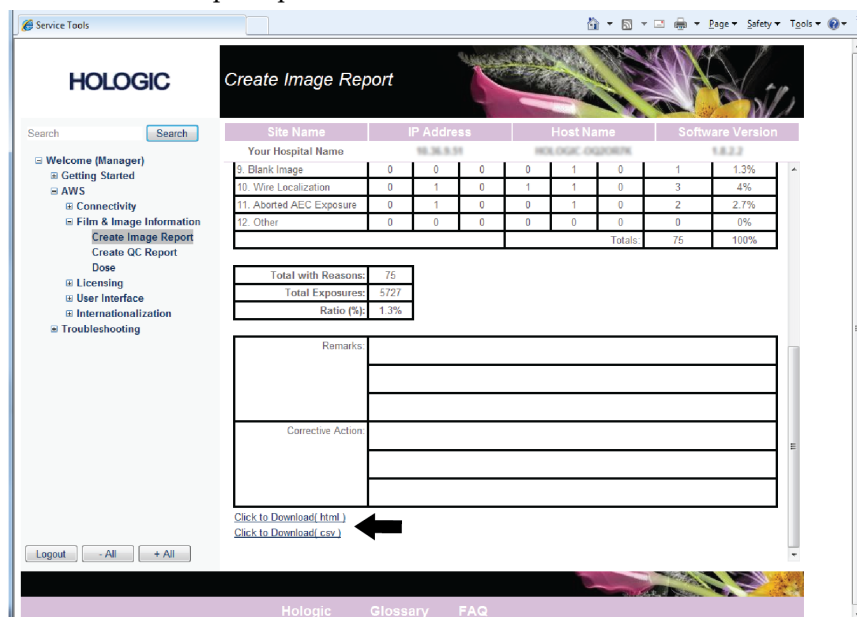 Service Tools
Page Safety Tools
HOLOGIC
Create Image Report
Search Search
Site Name IP Address Host Name Software Version
Your Hospital Name
Welcome (Manager)
Getting Started
AWS
Connectivity
Film & Image Information
Create Image Report
Create QC Report
Dose
Licensing
User Interface
Internationalization
Troubleshooting
9. Blank Image 0 0 0 0 1 0 1 1.3%
10. Wire Localization 0 1 0 1 1 0 3 4%
11. Aborted AEC Exposure 0 1 0 0 1 0 2 2.7%
12. Other 0 0 0 0 0 0 0 0%
Totals: 75 100%
Total with Reasons: 75
Total Exposures: 5727
Ratio (%): 1.3%
Remarks:
Corrective Action:
Click to Download( html )
Click to Download( csv )
Logout - All + All
Hologic Glossary FAQ